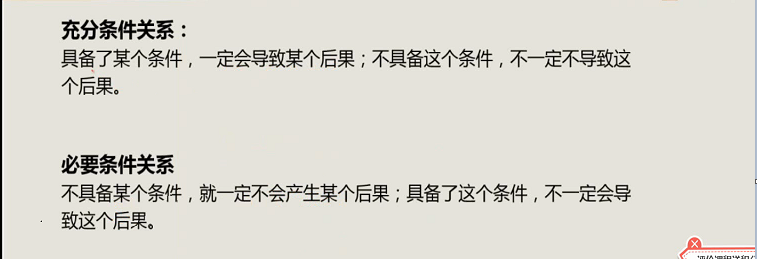 充分条件关系：
具备了某个条件，一定会导致某个后果；不具备这个条件，不一定不导致这
个后果。
必要条件关系
不具备某个条件，就一定不会产生某个后果；具备了这个条件，不一定会导
致这个后果。